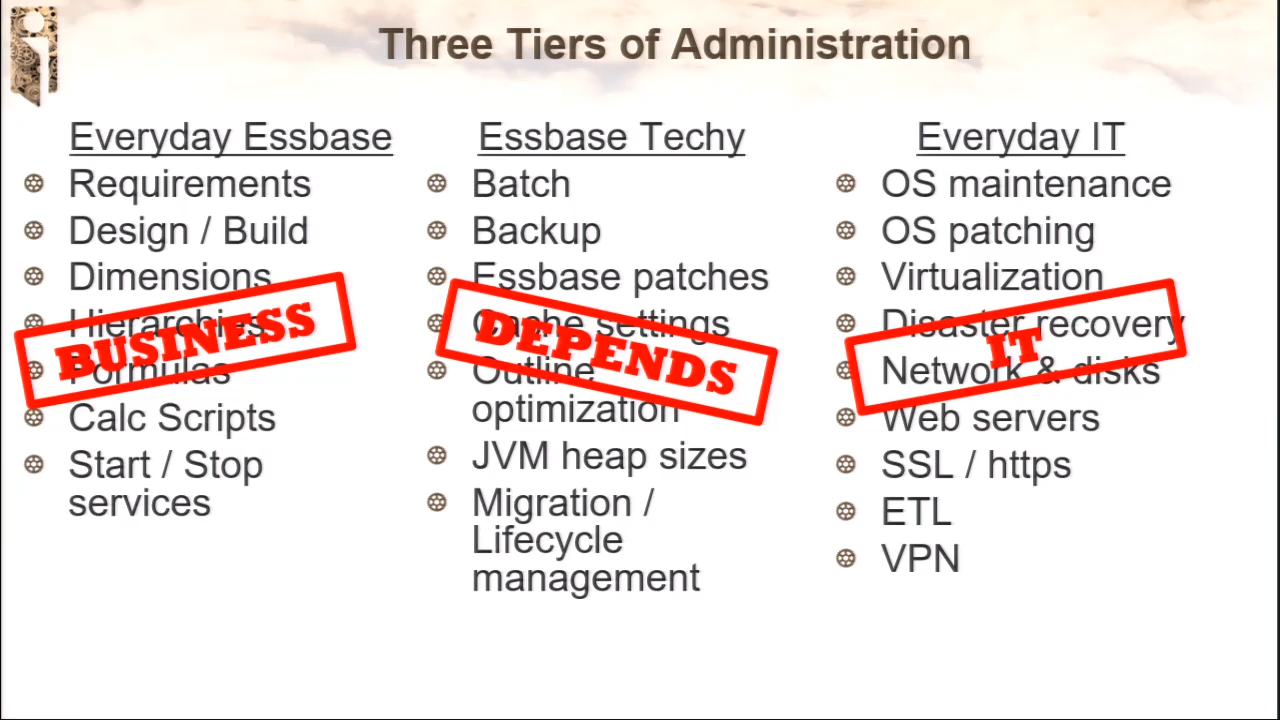 Three Tiers of Administration
Everyday Essbase
Requirements
Design / Build
Dimensions
Hierarchies
Formulas
Calc Scripts
Start / Stop
services
BUSINESS
Essbase Techy
Batch
Backup
Essbase patches
Cache settings
Outline
optimization
JVM heap sizes
Migration /
Lifecycle
management
DEPENDS
Everyday IT
OS maintenance
OS patching
Virtualization
Disaster recovery
Network & disks
Web servers
SSL / https
ETL
VPN
IT